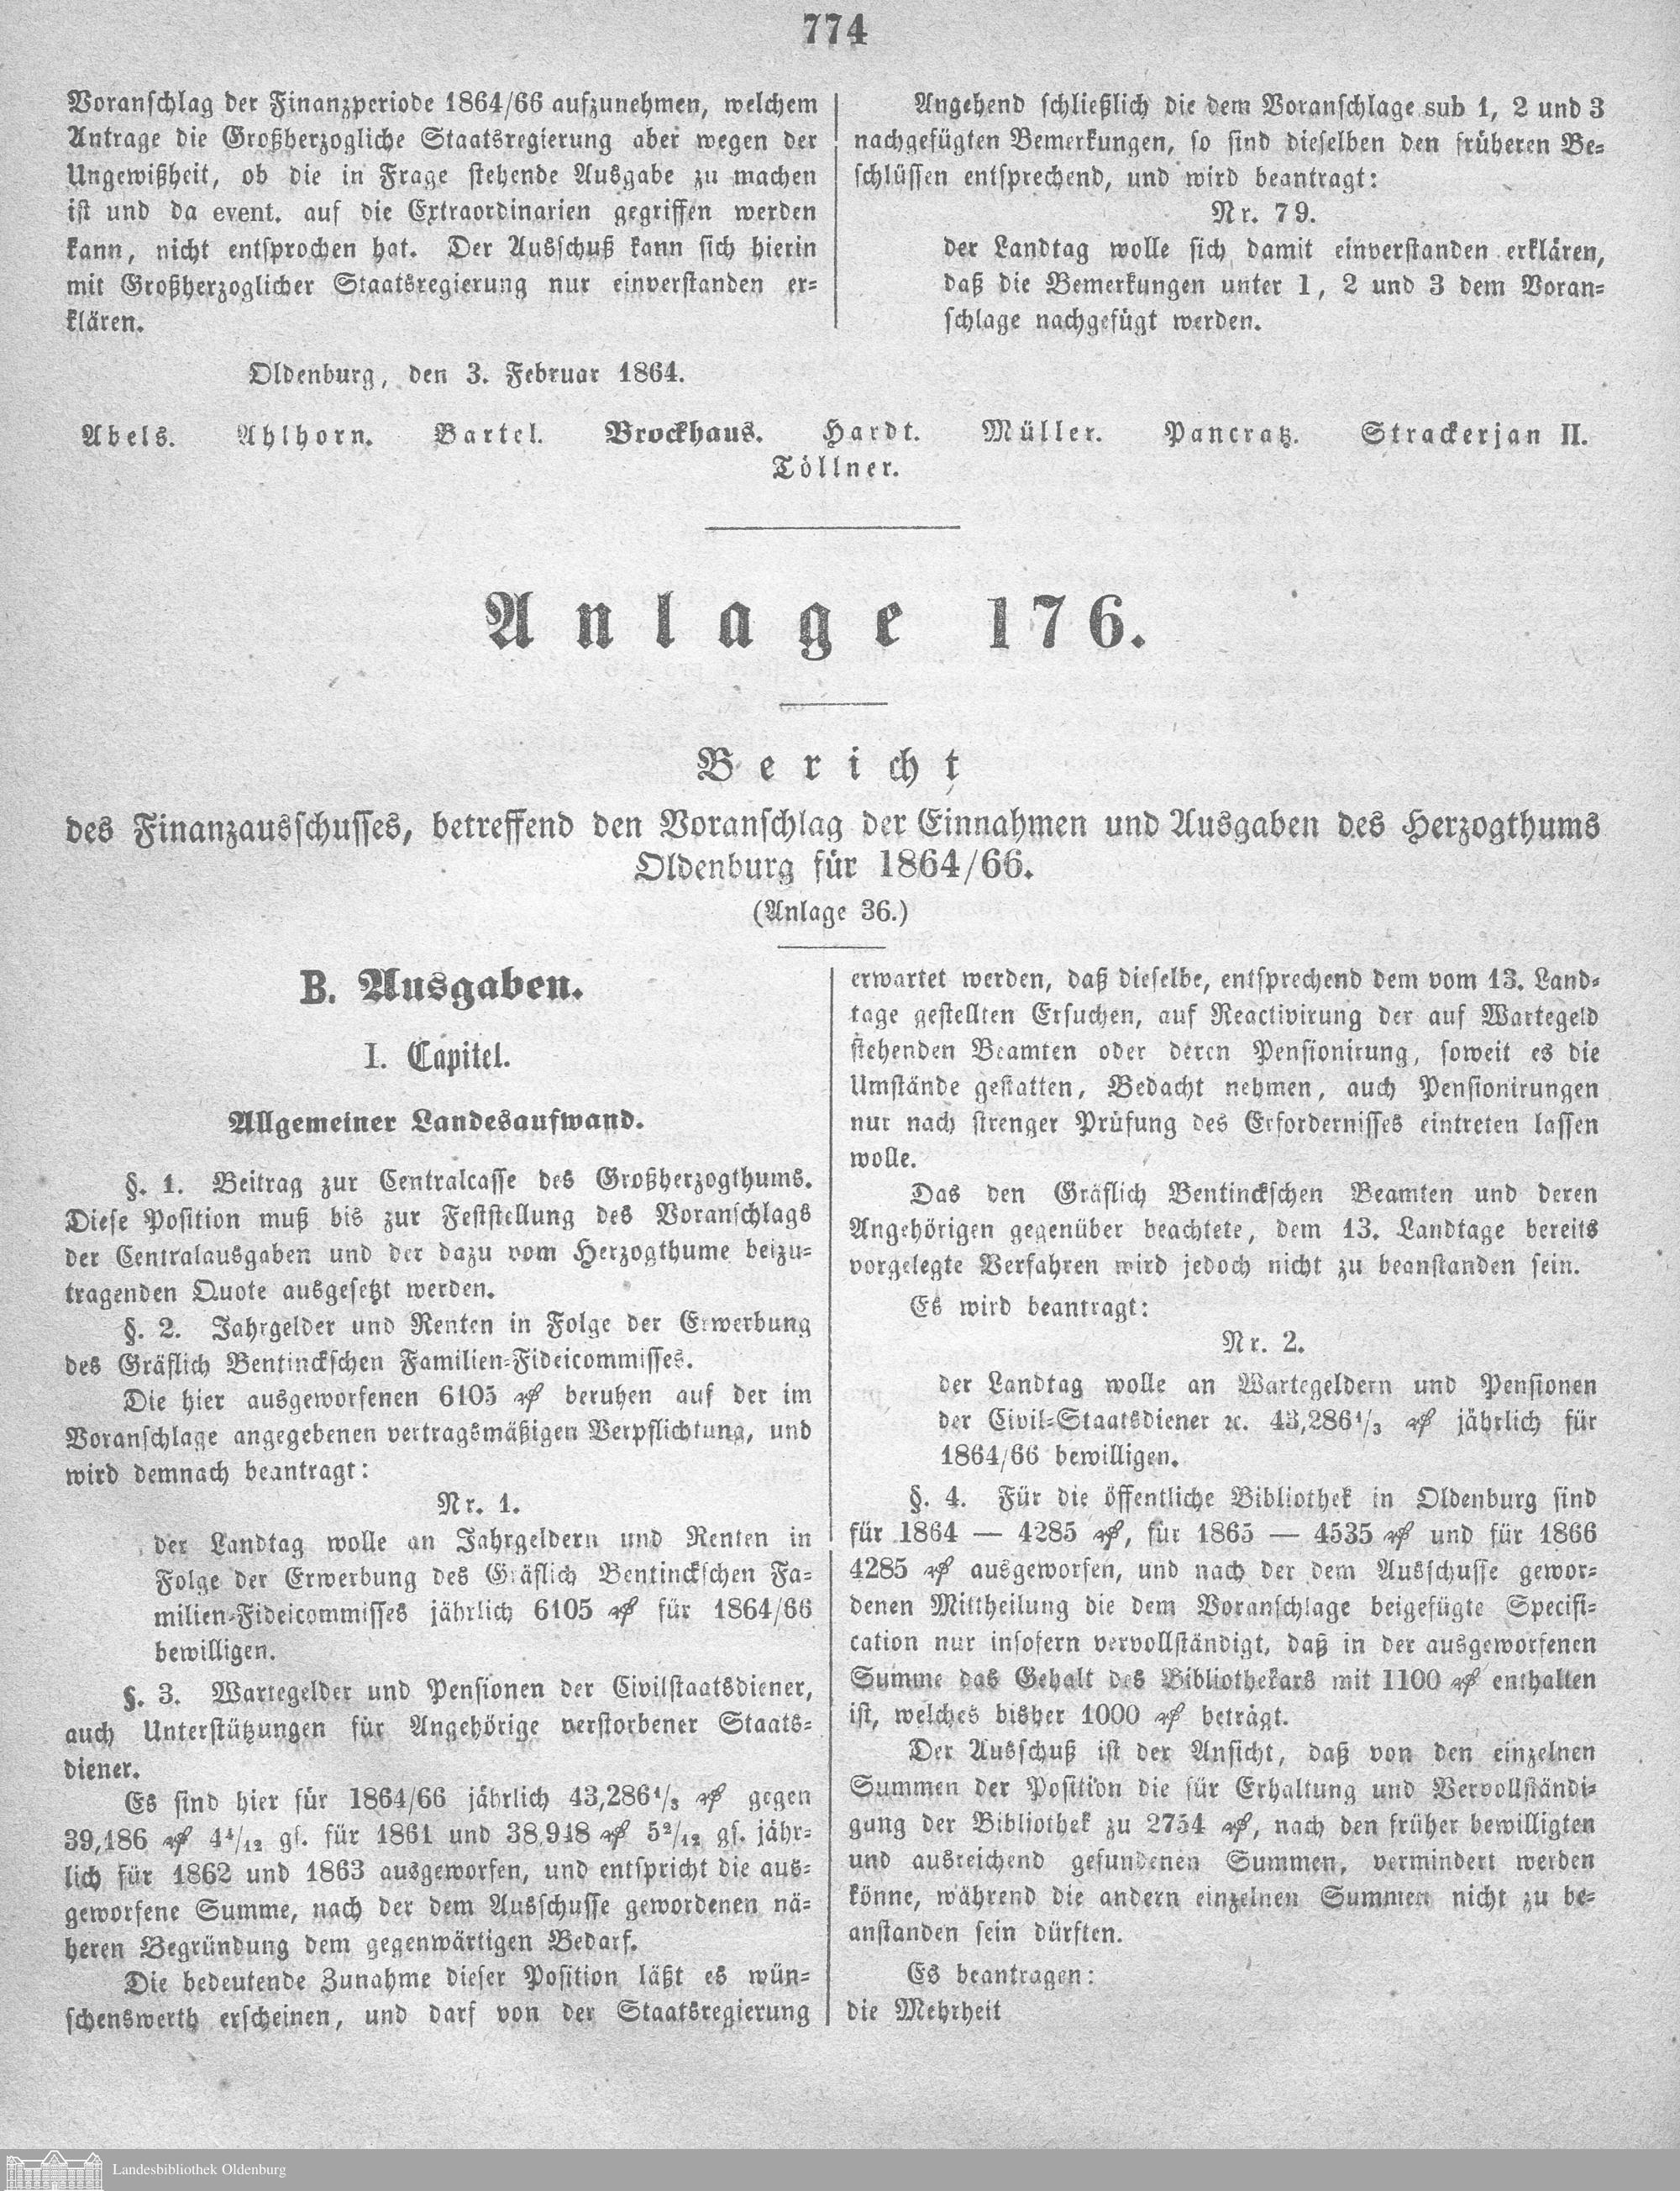 774
Voranschlag der Finanzperiode 1864/66 aufzunehmen, welchem
Antrage die Großherzogliche Staatsregierung aber wegen der
Ungewißheit, ob die in Frage stehende Ausgabe zu machen
ist und da event. auf die Extraordinarien gegriffen werden
kann, nicht entsprochen hat. Der Ausschuß kann sich hierin
mit Großherzoglicher Staatsregierung nur einverstanden er-
klären.
Angehend schließlich die dem Voranschlage sub 1, 2 und 3
nachgefügten Bemerkungen, so sind dieselben den früheren Be-
schlüssen entsprechend, und wird beantragt:
Nr. 79.
der Landtag wolle sich damit einverstanden erklären,
daß die Bemerkungen unter 1, 2 und 3 dem Voran-
schlage nachgefügt werden.
Oldenburg, den 3. Februar 1864.
Abels. Ahlhorn. Bartel. Brockhaus. Hardt. Müller. Pancratz. Strackerjan II.
Töllner.
Anlage 176.
Bericht
des Finanzausschusses, betreffend den Voranschlag der Einnahmen und Ausgaben des Herzogthums
Oldenburg für 1864/66.
(Anlage 36.)
B. Ausgaben.
I. Capitel.
Allgemeiner Landesaufwand.
§. 1. Beitrag zur Centralcasse des Großherzogthums.
Diese Position muß bis zur Feststellung des Voranschlags
der Centralausgaben und der dazu vom Herzogthume beizu-
tragenden Quote ausgesetzt werden.
§. 2. Jahrgelder und Renten in Folge der Erwerbung
des Gräflich Bentinckschen Familien-Fideicommisses.
Die hier ausgeworfenen 6105 ₰ beruhen auf der im
Voranschlage angegebenen vertragsmäßigen Verpflichtung, und
wird demnach beantragt:
Nr. 1.
der Landtag wolle an Jahrgeldern und Renten in
Folge der Erwerbung des Gräflich Bentinckschen Fa-
milien-Fideicommisses jährlich 6105 ₰ für 1864/66
bewilligen.
§. 3. Wartegelder und Pensionen der Civilstaatsdiener,
auch Unterstützungen für Angehörige verstorbener Staats-
diener.
Es sind hier für 1864/66 jährlich 43,286 1/3 ₰ gegen
39,186 ₰ 4 4/12 gs. für 1861 und 38,948 ₰ 5 2/12 gs. jähr-
lich für 1862 und 1863 ausgeworfen, und entspricht die aus-
geworfene Summe, nach der dem Ausschusse gewordenen nä-
heren Begründung dem gegenwärtigen Bedarf.
Die bedeutende Zunahme dieser Position läßt es wün-
schenswerth erscheinen, und darf von der Staatsregierung
erwartet werden, daß dieselbe, entsprechend dem vom 13. Land-
tage gestellten Ersuchen, auf Reactivirung der auf Wartegeld
stehenden Beamten oder deren Pensionirung, soweit es die
Umstände gestatten, Bedacht nehmen, auch Pensionirungen
nur nach strenger Prüfung des Erfordernisses eintreten lassen
wolle.
Das den Gräflich Bentinckschen Beamten und deren
Angehörigen gegenüber beachtete, dem 13. Landtage bereits
vorgelegte Verfahren wird jedoch nicht zu beanstanden sein.
Es wird beantragt:
Nr. 2.
der Landtag wolle an Wartegeldern und Pensionen
der Civil-Staatsdiener ꝛc. 43,286 1/3 ₰ jährlich für
1864/66 bewilligen.
§. 4. Für die öffentliche Bibliothek in Oldenburg sind
für 1864 — 4285 ₰, für 1865 — 4535 ₰ und für 1866
4285 ₰ ausgeworfen, und nach der dem Ausschusse gewor-
denen Mittheilung die dem Voranschlage beigefügte Specifi-
cation nur insofern vervollständigt, daß in der ausgeworfenen
Summe das Gehalt des Bibliothekars mit 1100 ₰ enthalten
ist, welches bisher 1000 ₰ beträgt.
Der Ausschuß ist der Ansicht, daß von den einzelnen
Summen der Position die für Erhaltung und Vervollständi-
gung der Bibliothek zu 2754 ₰, nach den früher bewilligten
und ausreichend gefundenen Summen, vermindert werden
könne, während die andern einzelnen Summen nicht zu be-
anstanden sein dürften.
Es beantragen:
die Mehrheit
Landesbibliothek Oldenburg